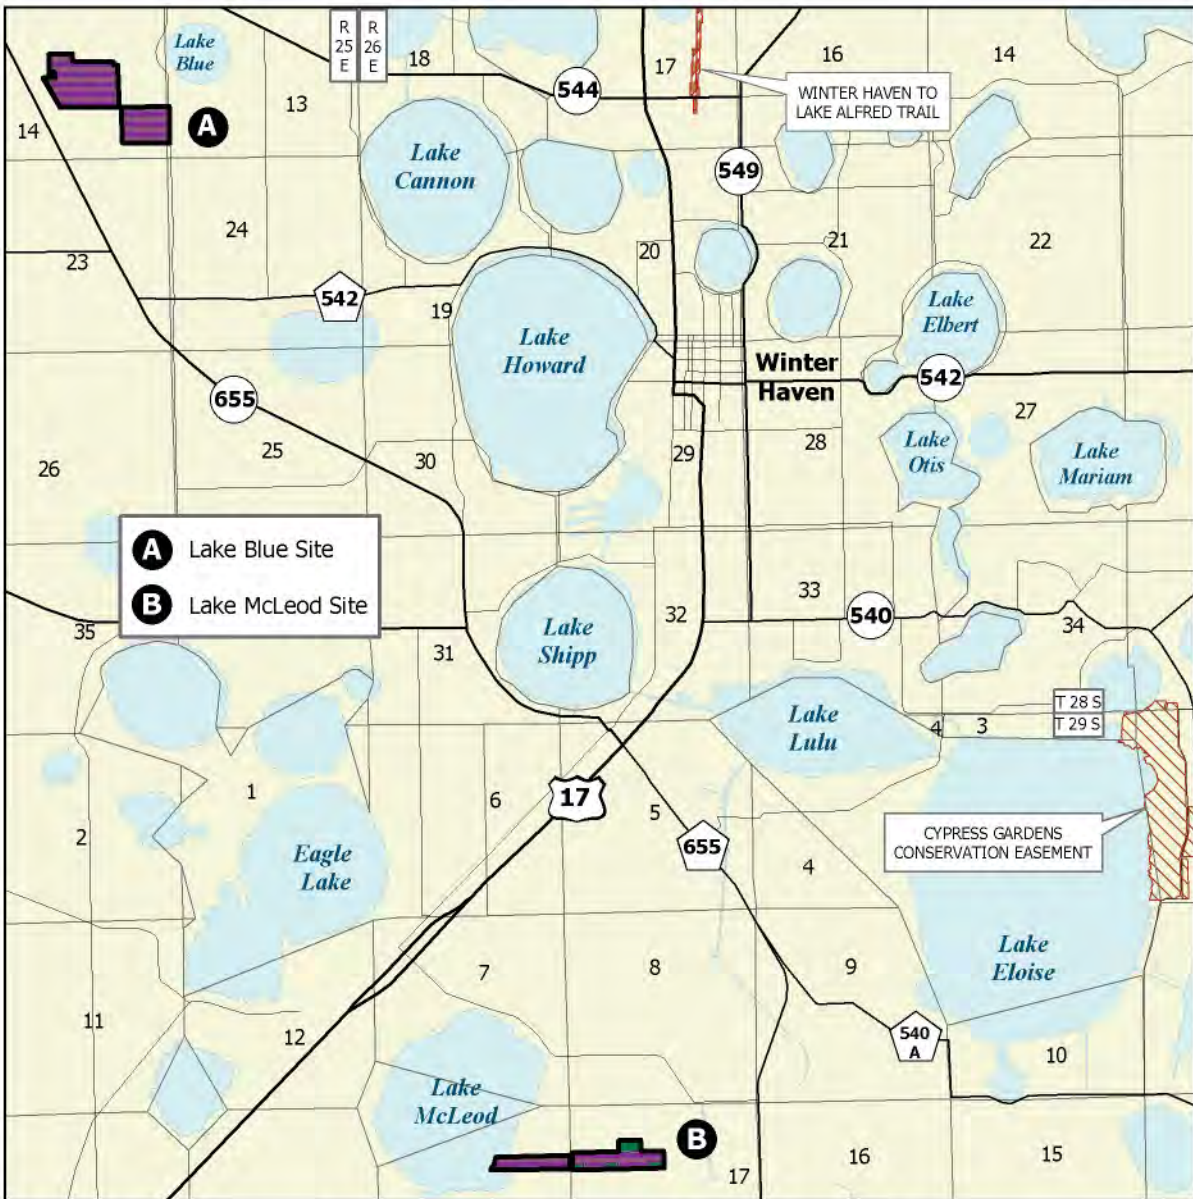 R
25
E
R
26
E
Lake
Blue
18
17
16
14
544
WINTER HAVEN TO
LAKE ALFRED TRAIL
13
14
A
Lake
Cannon
549
24
23
20
21
22
542
19
Lake
Howard
Lake
Elbert
Winter
Haven
542
655
25
26
30
29
28
27
Lake
Otis
Lake
Mariam
A Lake Blue Site
B Lake McLeod Site
33
32
540
34
35
31
Lake
Shipp
T 28 S
T 29 S
Lake
Lulu
4
3
1
2
6
17
5
655
4
CYPRESS GARDENS
CONSERVATION EASEMENT
Eagle
Lake
7
8
9
Lake
Eloise
11
12
540
A
10
Lake
McLeod
B
17
16
15